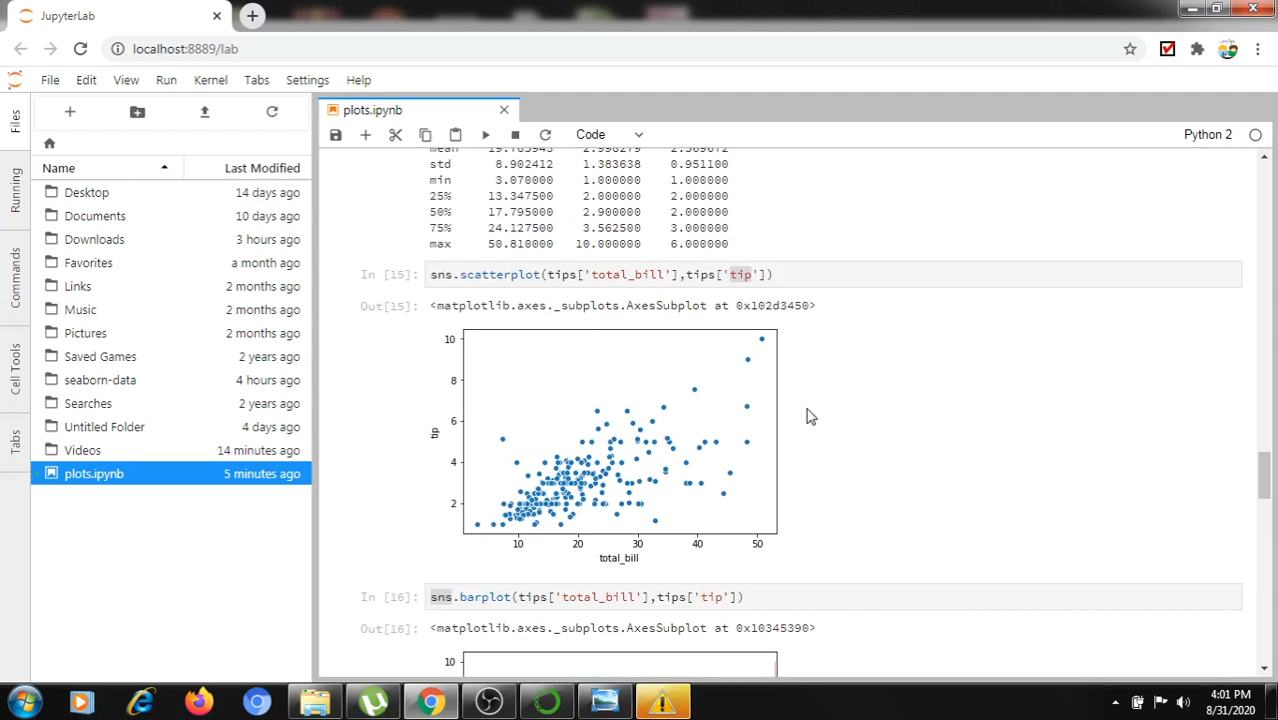 JupyterLab
localhost:8889/lab
File Edit View Run Kernel Tabs Settings Help
Files
Running
Commands
Cell Tools
Tabs
Name Last Modified
Desktop 14 days ago
Documents 10 days ago
Downloads 3 hours ago
Favorites a month ago
Links 2 months ago
Music 2 months ago
Pictures 2 months ago
Saved Games 2 years ago
seaborn-data 4 hours ago
Searches 2 years ago
Untitled Folder 4 days ago
Videos 14 minutes ago
plots.ipynb 5 minutes ago
plots.ipynb
Code Python 2
std 8.902412 1.383638 0.951100
min 3.070000 1.000000 1.000000
25% 13.347500 2.000000 2.000000
50% 17.795000 2.900000 2.000000
75% 24.127500 3.562500 3.000000
max 50.810000 10.000000 6.000000
In [15]: sns.scatterplot(tips['total_bill'],tips['tip'])
Out[15]: <matplotlib.axes._subplots.AxesSubplot at 0x102d3450>
10
8
6
4
2
tip
10 20 30 40 50
total_bill
In [16]: sns.barplot(tips['total_bill'],tips['tip'])
Out[16]: <matplotlib.axes._subplots.AxesSubplot at 0x10345390>
10
4:01 PM
8/31/2020